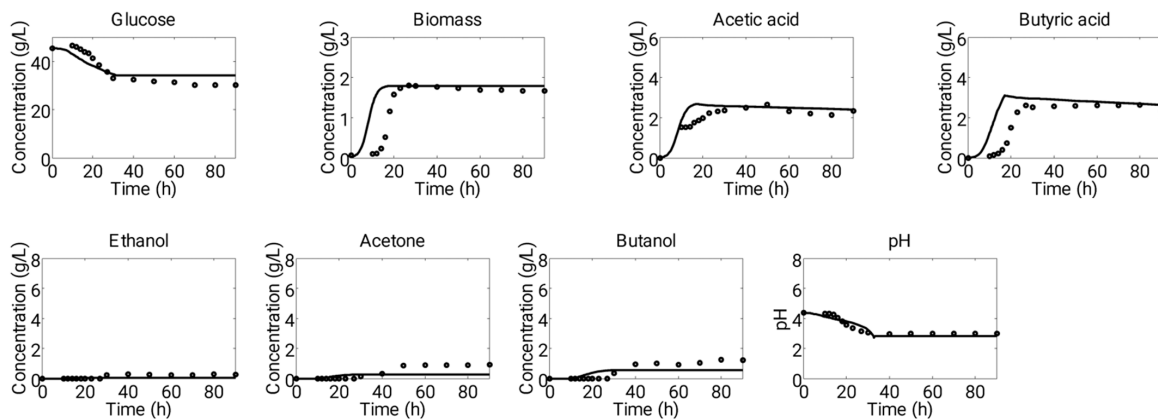 Glucose
Concentration (g/L)
40
20
0
0 20 40 60 80
Time (h)
Biomass
Concentration (g/L)
3
2
1
0
0 20 40 60 80
Time (h)
Acetic acid
Concentration (g/L)
6
4
2
0
0 20 40 60 80
Time (h)
Butyric acid
Concentration (g/L)
6
4
2
0
0 20 40 60 80
Time (h)
Ethanol
Concentration (g/L)
8
6
4
2
0
0 20 40 60 80
Time (h)
Acetone
Concentration (g/L)
8
6
4
2
0
0 20 40 60 80
Time (h)
Butanol
Concentration (g/L)
8
6
4
2
0
0 20 40 60 80
Time (h)
pH
pH
8
6
4
2
0
0 20 40 60 80
Time (h)